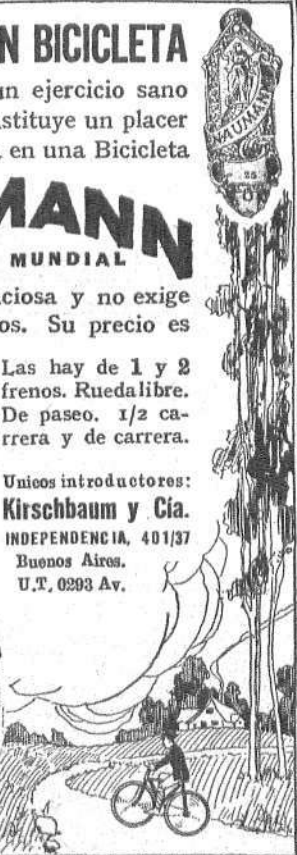 N BICICLETA
NAUMANN
un ejercicio sano
stituye un placer
en una Bicicleta
MANN
MUNDIAL
ciosa y no exige
os. Su precio es
Las hay de 1 y 2
frenos. Rueda libre.
De paseo. 1/2 ca-
rrera y de carrera.
Unicos introductores:
Kirschbaum y Cía.
INDEPENDENCIA, 401/37
Buenos Aires.
U.T. 0293 Av.